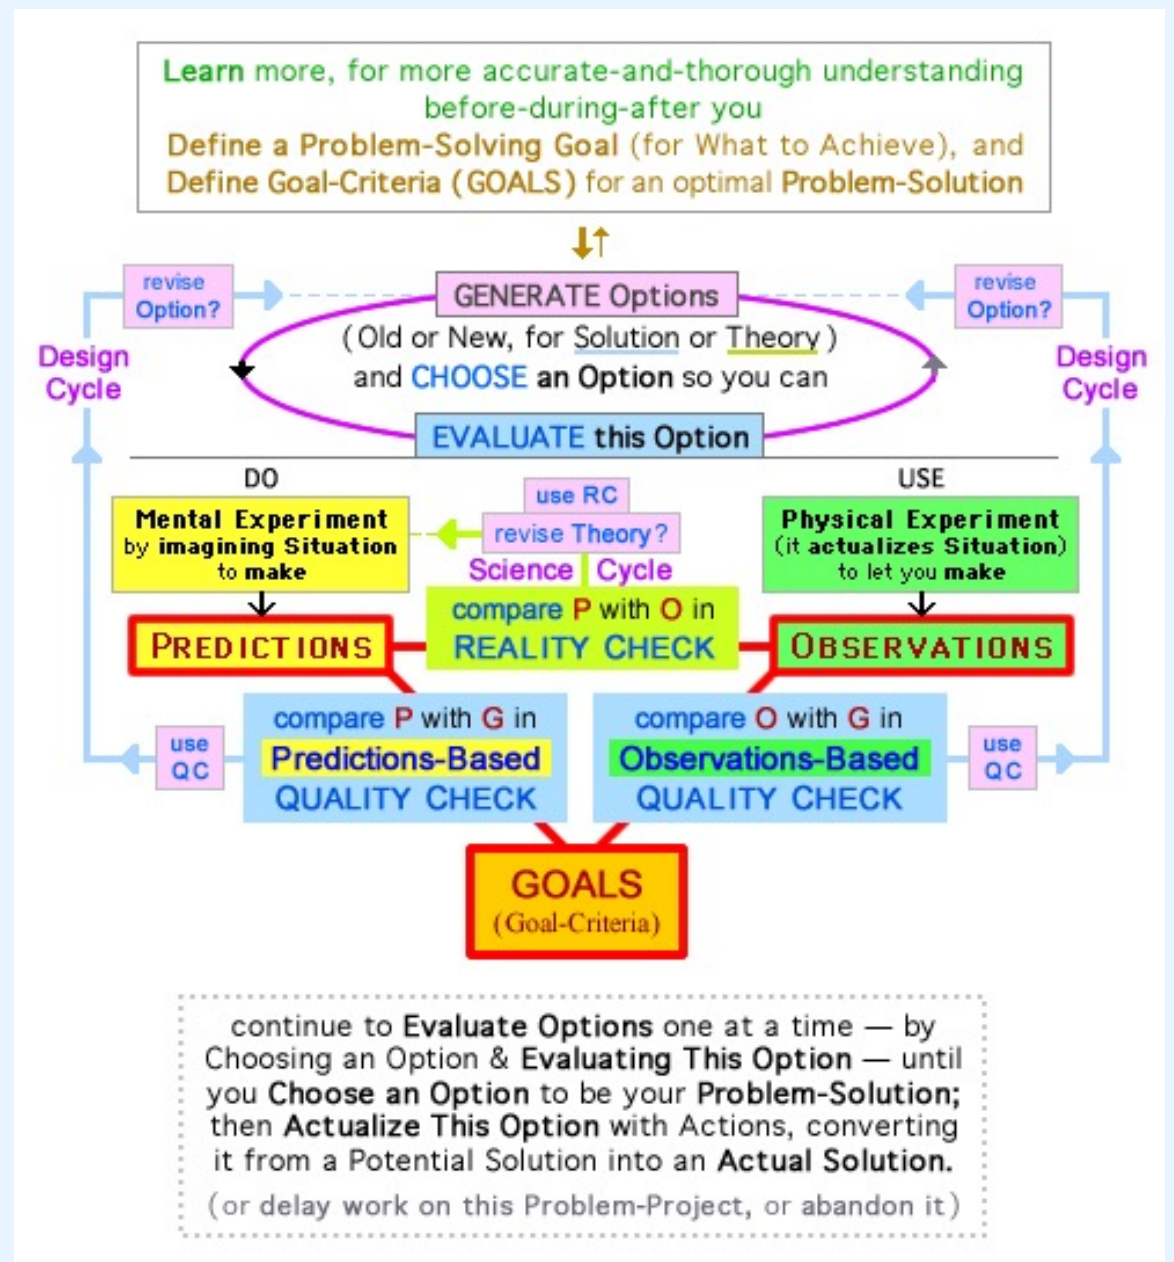 Learn more, for more accurate-and-thorough understanding
before-during-after you
Define a Problem-Solving Goal (for What to Achieve), and
Define Goal-Criteria (GOALS) for an optimal Problem-Solution
revise
Option?
GENERATE Options
revise
Option?
(Old or New, for Solution or Theory)
and CHOOSE an Option so you can
Design
Cycle
Design
Cycle
EVALUATE this Option
DO
USE
Mental Experiment
by imagining Situation
to make
use RC
revise Theory?
Science Cycle
Physical Experiment
(it actualizes Situation)
to let you make
PREDICTIONS
compare P with O in
REALITY CHECK
OBSERVATIONS
use
QC
compare P with G in
Predictions-Based
QUALITY CHECK
compare O with G in
Observations-Based
QUALITY CHECK
use
QC
GOALS
(Goal-Criteria)
continue to Evaluate Options one at a time — by
Choosing an Option & Evaluating This Option — until
you Choose an Option to be your Problem-Solution;
then Actualize This Option with Actions, converting
it from a Potential Solution into an Actual Solution.
(or delay work on this Problem-Project, or abandon it)